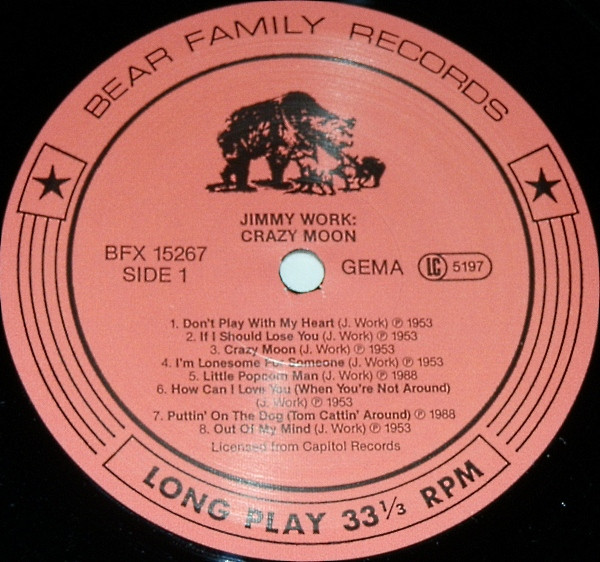 BEAR FAMILY RECORDS
JIMMY WORK:
CRAZY MOON
BFX 15267
SIDE 1
GEMA
LC 5197
1. Don't Play With My Heart (J. Work) ℗ 1953
2. If I Should Lose You (J. Work) ℗ 1953
3. Crazy Moon (J. Work) ℗ 1953
4. I'm Lonesome For Someone (J. Work) ℗ 1953
5. Little Popcorn Man (J. Work) ℗ 1988
6. How Can I Love You (When You're Not Around)
(J. Work) ℗ 1953
7. Puttin' On The Dog (Tom Cattin' Around) ℗ 1988
8. Out Of My Mind (J. Work) ℗ 1953
Licensed from Capitol Records
LONG PLAY 33 1/3 RPM